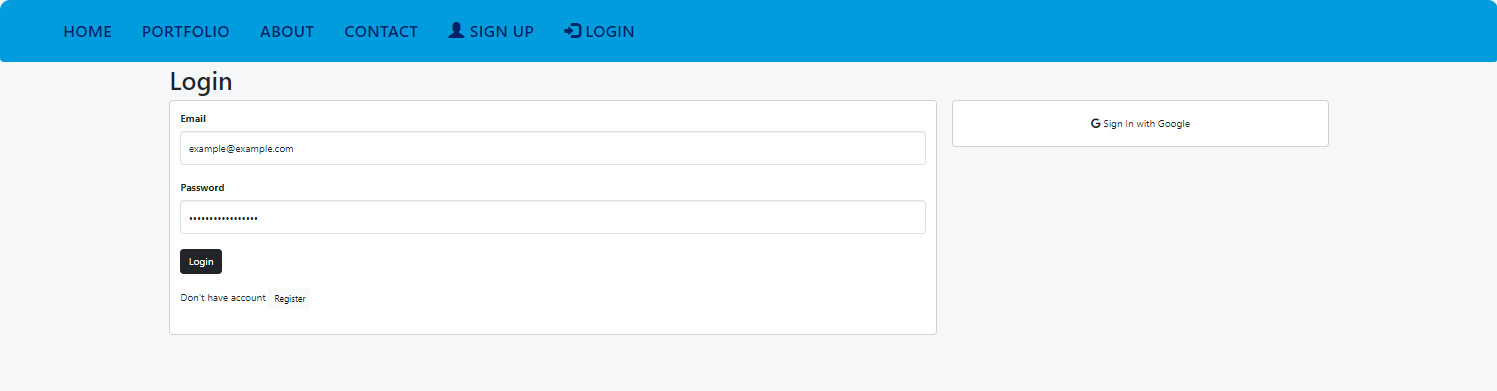 HOME PORTFOLIO ABOUT CONTACT SIGN UP LOGIN
Login
Email
example@example.com
Password
•••••••••••••••••
Login
Don't have account Register
G Sign In with Google